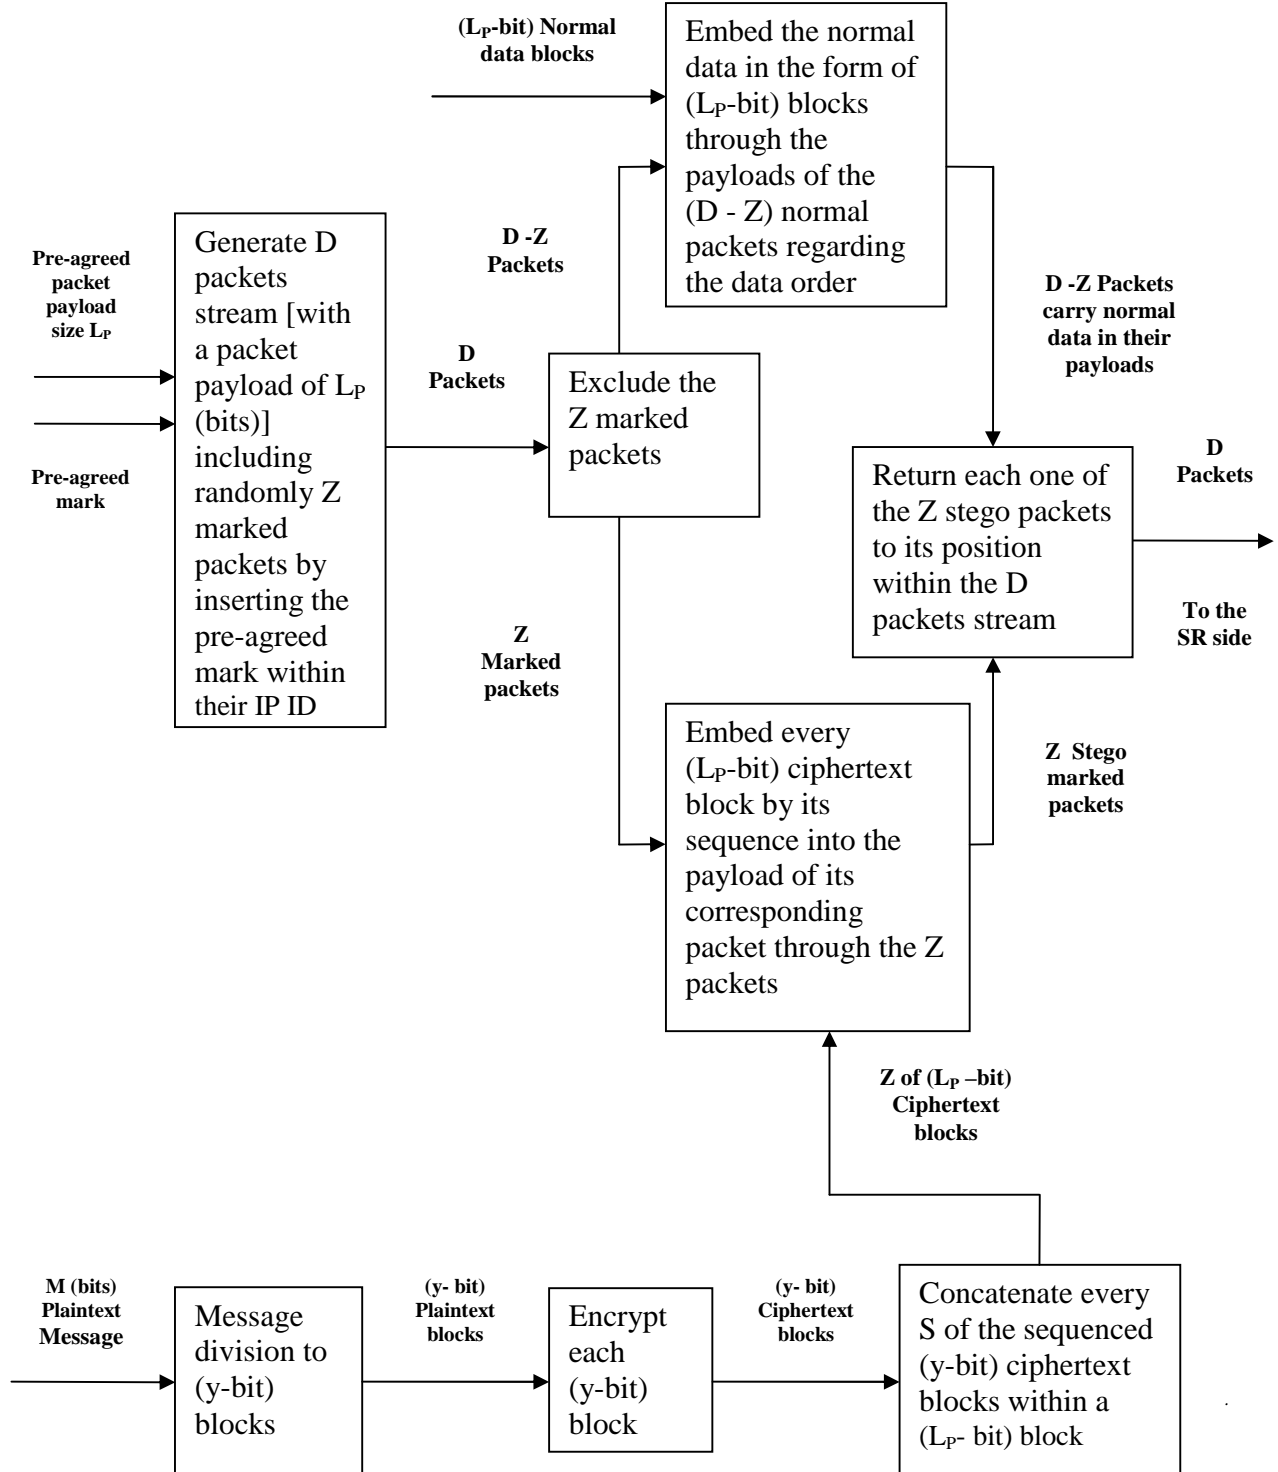 (LP-bit) Normal
data blocks
Embed the normal
data in the form of
(LP-bit) blocks
through the
payloads of the
(D - Z) normal
packets regarding
the data order
Pre-agreed
packet
payload
size LP
Pre-agreed
mark
Generate D
packets
stream [with
a packet
payload of LP
(bits)]
including
randomly Z
marked
packets by
inserting the
pre-agreed
mark within
their IP ID
D -Z
Packets
D
Packets
Exclude the
Z marked
packets
D -Z Packets
carry normal
data in their
payloads
Return each one of
the Z stego packets
to its position
within the D
packets stream
D
Packets
To the
SR side
Z
Marked
packets
Embed every
(LP-bit) ciphertext
block by its
sequence into the
payload of its
corresponding
packet through the Z
packets
Z Stego
marked
packets
Z of (LP –bit)
Ciphertext
blocks
M (bits)
Plaintext
Message
Message
division to
(y-bit)
blocks
(y- bit)
Plaintext
blocks
Encrypt
each
(y-bit)
block
(y- bit)
Ciphertext
blocks
Concatenate every
S of the sequenced
(y-bit) ciphertext
blocks within a
(LP- bit) block
.